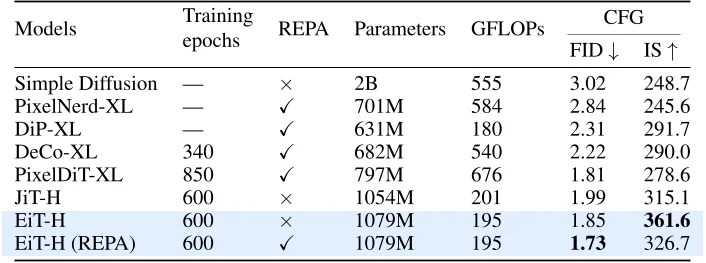 Models Training epochs REPA Parameters GFLOPs CFG
FID ↓ IS ↑
Simple Diffusion — × 2B 555 3.02 248.7
PixelNerd-XL — ✓ 701M 584 2.84 245.6
DiP-XL — ✓ 631M 180 2.31 291.7
DeCo-XL 340 ✓ 682M 540 2.22 290.0
PixelDiT-XL 850 ✓ 797M 676 1.81 278.6
JiT-H 600 × 1054M 201 1.99 315.1
EiT-H 600 × 1079M 195 1.85 361.6
EiT-H (REPA) 600 ✓ 1079M 195 1.73 326.7